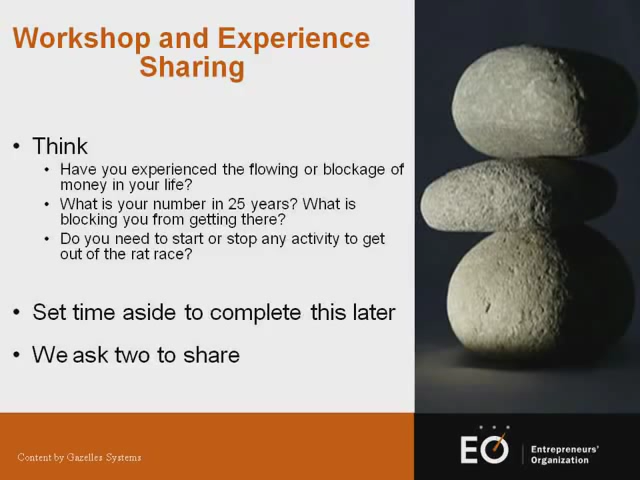 Workshop and Experience
Sharing
• Think
• Have you experienced the flowing or blockage of
money in your life?
• What is your number in 25 years? What is
blocking you from getting there?
• Do you need to start or stop any activity to get
out of the rat race?
• Set time aside to complete this later
• We ask two to share
Content by Gazelles Systems
EO
Entrepreneurs'
Organization